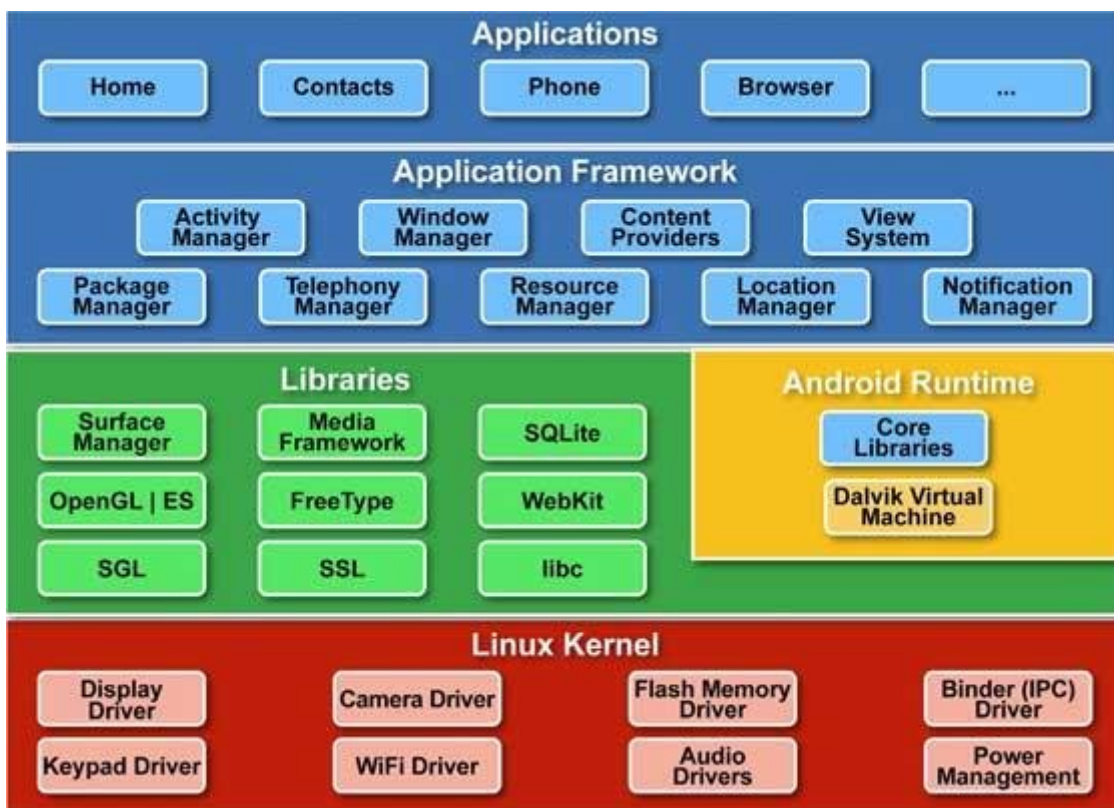 Applications
Home
Contacts
Phone
Browser
...
Application Framework
Activity
Manager
Window
Manager
Content
Providers
View
System
Package
Manager
Telephony
Manager
Resource
Manager
Location
Manager
Notification
Manager
Libraries
Surface
Manager
Media
Framework
SQLite
OpenGL | ES
FreeType
WebKit
SGL
SSL
libc
Android Runtime
Core
Libraries
Dalvik Virtual
Machine
Linux Kernel
Display
Driver
Camera Driver
Flash Memory
Driver
Binder (IPC)
Driver
Keypad Driver
WiFi Driver
Audio
Drivers
Power
Management